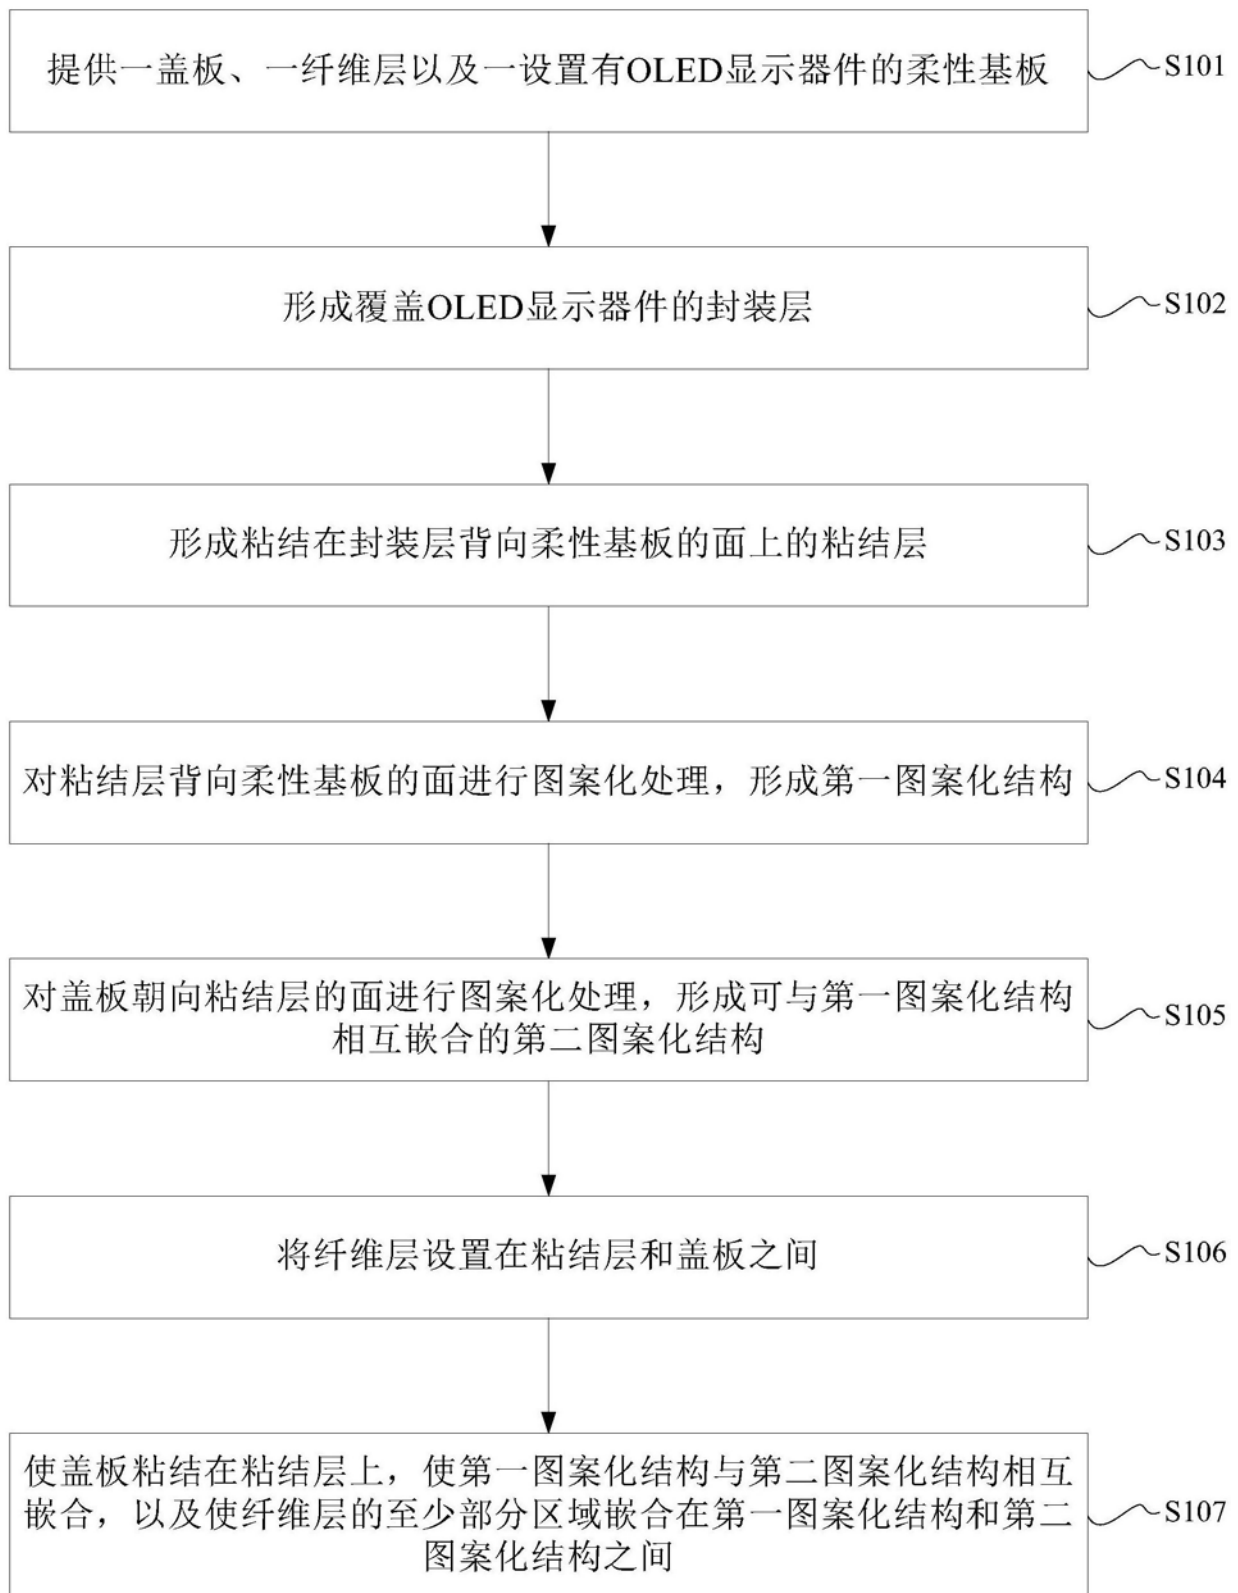 提供一盖板、一纤维层以及一设置有OLED显示器件的柔性基板
S101
形成覆盖OLED显示器件的封装层
S102
形成粘结在封装层背向柔性基板的面上的粘结层
S103
对粘结层背向柔性基板的面进行图案化处理，形成第一图案化结构
S104
对盖板朝向粘结层的面进行图案化处理，形成可与第一图案化结构
相互嵌合的第二图案化结构
S105
将纤维层设置在粘结层和盖板之间
S106
使盖板粘结在粘结层上，使第一图案化结构与第二图案化结构相互
嵌合，以及使纤维层的至少部分区域嵌合在第一图案化结构和第二
图案化结构之间
S107